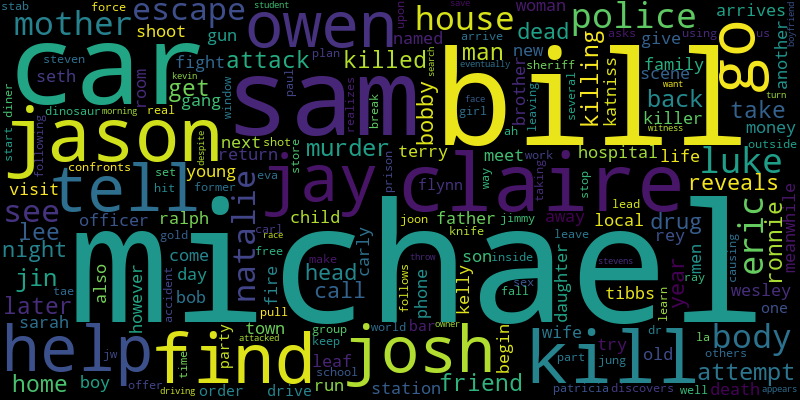 stab
force
escape
owen
house
woman
arrives
mother
shoot
gun
police
dead
named
upon
save
asks
using
us
another
boyfriend
steven
car
attack
killed
man
new
give
go
diner
seth
get
fight
plan
arrive
sheriff
family
gang
room
window
paul
realizes
break
search
bobby
eventually
brother
leaving
several
killing
scene
katniss
back
want
turn
kevin
sam
bill
girl
face
killer
take
dinosaur
morning
real
start
jason
following
next
shot
murder
ah
witness
money
outside
confronts
despite
return
store
terry
meet
hospital
life
luke
visit
tell
set
young
eva
jay
prison
claire
way
work
taking
stop
reveals
meanwhile
hit
former
flynn
see
officer
ralph
natalie
child
joon
father
jimmy
away
lead
local
drug
eric
ronnie
lee
gold
carl
race
knife
leave
rey
men
night
come
free
carly
son
inside
stevens
year
causing
jin
however
accident
day
head
follows
phone
kelly
sex
daughter
tibbs
learn
ray
wesley
later
also
tae
bob
fire
call
make
throw
fall
dr
la
one
sarah
michael
pull
town
group
world
bar
owner
begin
wife
try
old
others
body
help
jw
time
find
party
attacked
keep
leaf
josh
kill
part
jung
attempt
home
boy
offer
driving
order
drive
school
run
station
friend
patricia
discovers
well
death
appears